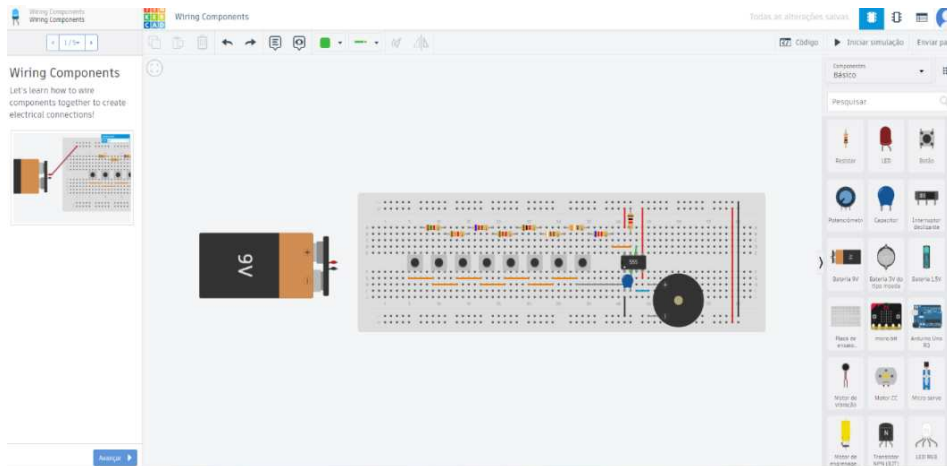 Wiring Components
Wiring Components
Wiring Components
Todas as alterações salvas
1/5
Código
Iniciar simulação
Enviar pa
Wiring Components
Let's learn how to wire
components together to create
electrical connections!
Componentes
Básico
Pesquisar
Resistor
LED
Botão
Potenciômetr
Capacitor
Interruptor
deslizante
Bateria 9V
Bateria 3V do
tipo moeda
Bateria 1,5V
Placa de
ensaio
micro:bit
Arduino Uno
R3
Motor de
vibração
Motor CC
Micro servo
Motor de
Transistor
NPN (BJT)
LED RGB
9V
555
Avançar